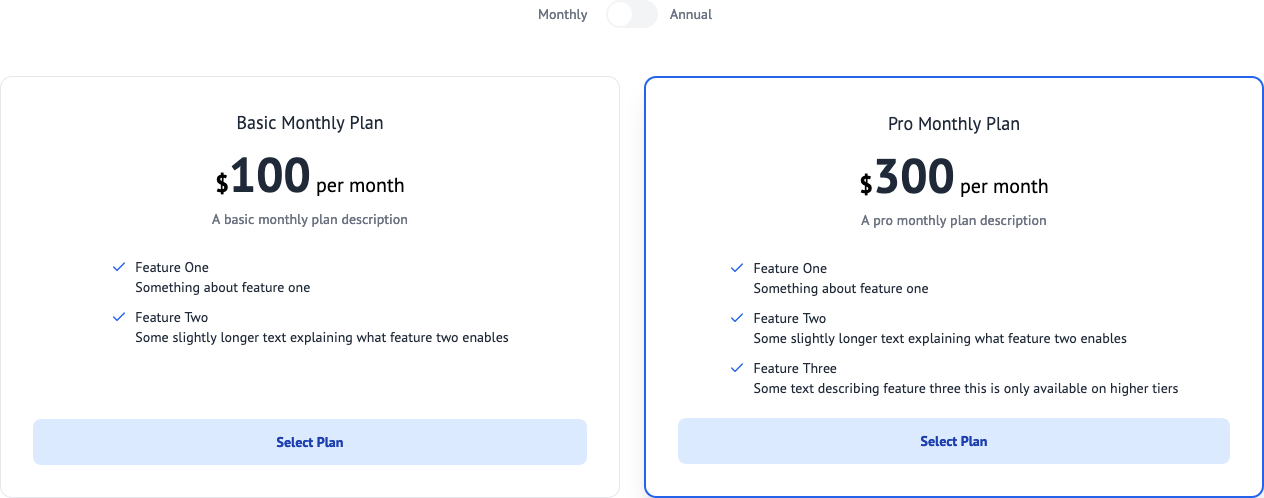 Monthly Annual
Basic Monthly Plan
$100 per month
A basic monthly plan description
Feature One
Something about feature one
Feature Two
Some slightly longer text explaining what feature two enables
Select Plan
Pro Monthly Plan
$300 per month
A pro monthly plan description
Feature One
Something about feature one
Feature Two
Some slightly longer text explaining what feature two enables
Feature Three
Some text describing feature three this is only available on higher tiers
Select Plan